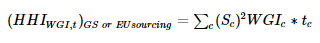 (HHI_{WGI,t})_{GS or EUsourcing} = ∑_c (S_c)^2 WGI_c * t_c